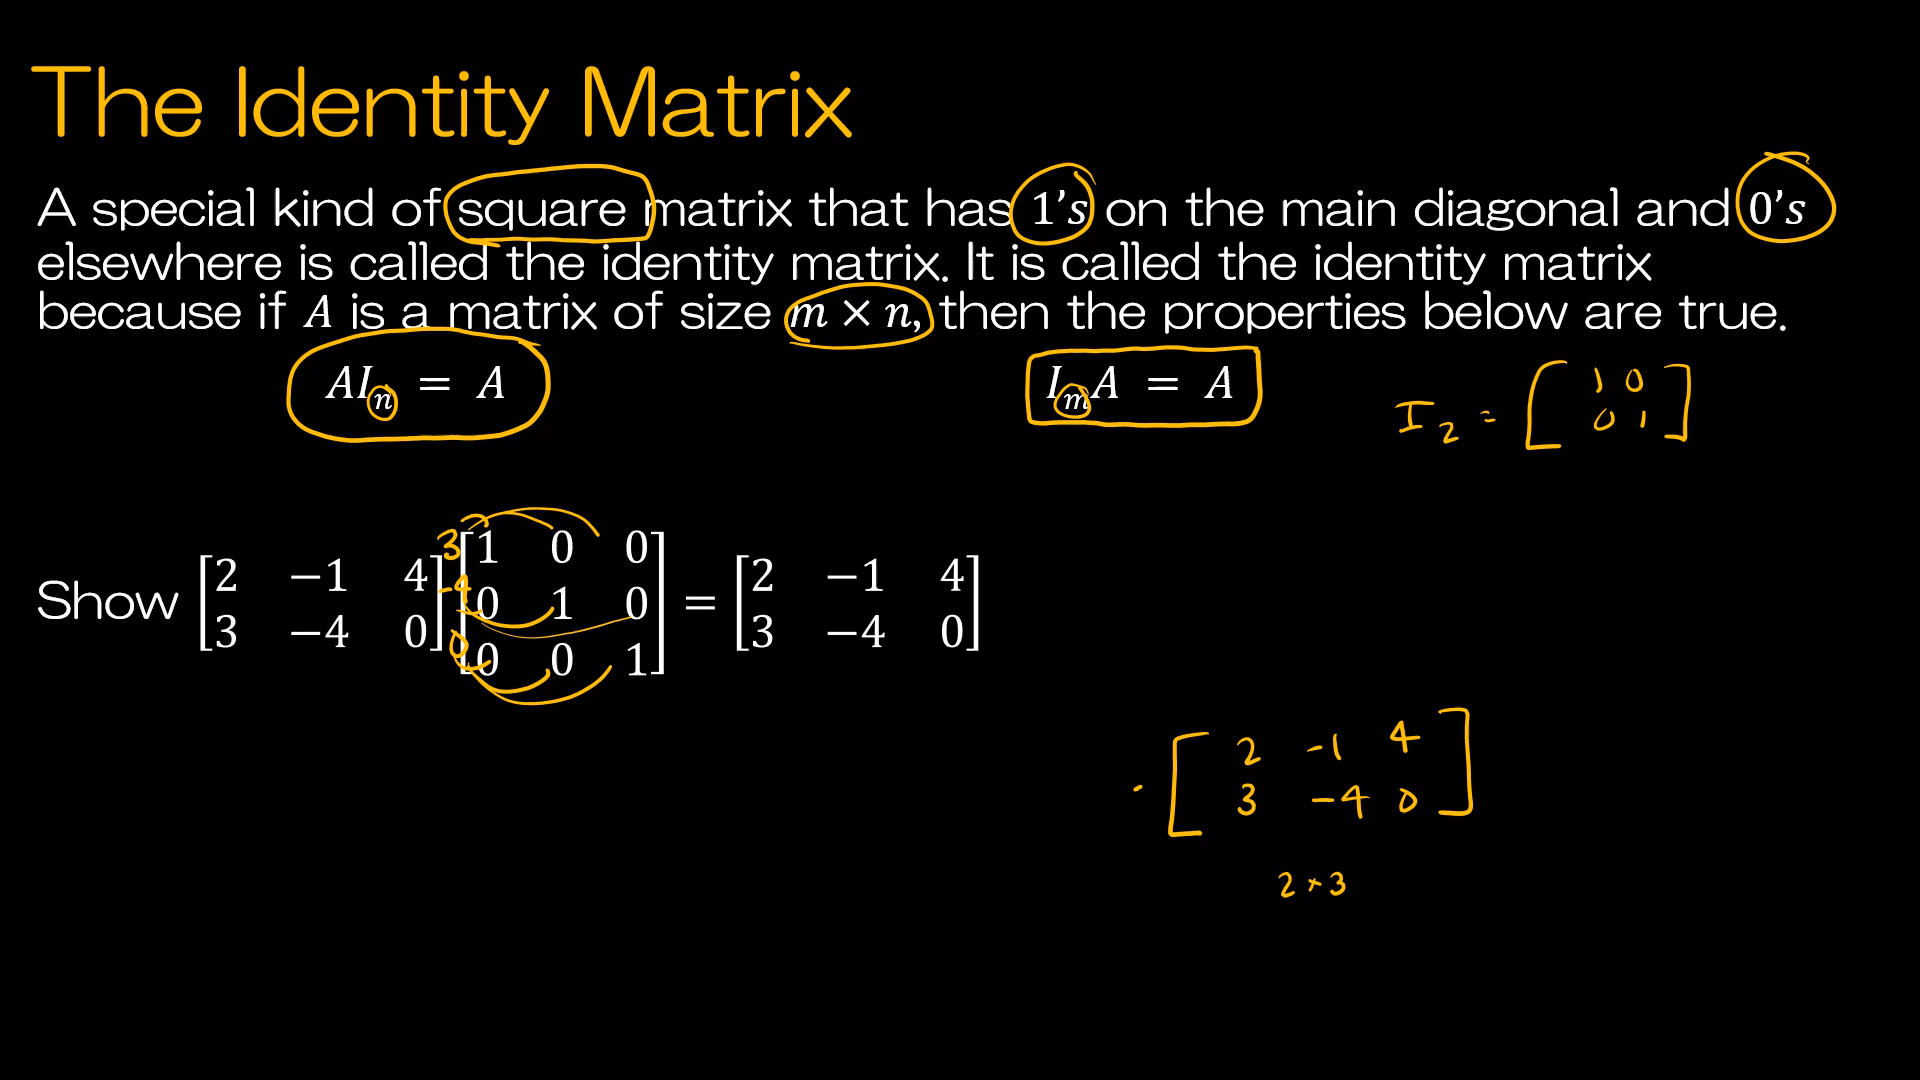 The Identity Matrix
A special kind of square matrix that has 1's on the main diagonal and 0's
elsewhere is called the identity matrix. It is called the identity matrix
because if A is a matrix of size m × n, then the properties below are true.
AIₙ = A
IₘA = A
I₂ = [1 0
0 1]
Show [2 −1 4
3 −4 0] [1 0 0
0 1 0
0 0 1] = [2 −1 4
3 −4 0]
3
-4
0
· [2 -1 4
3 -4 0]
2 × 3